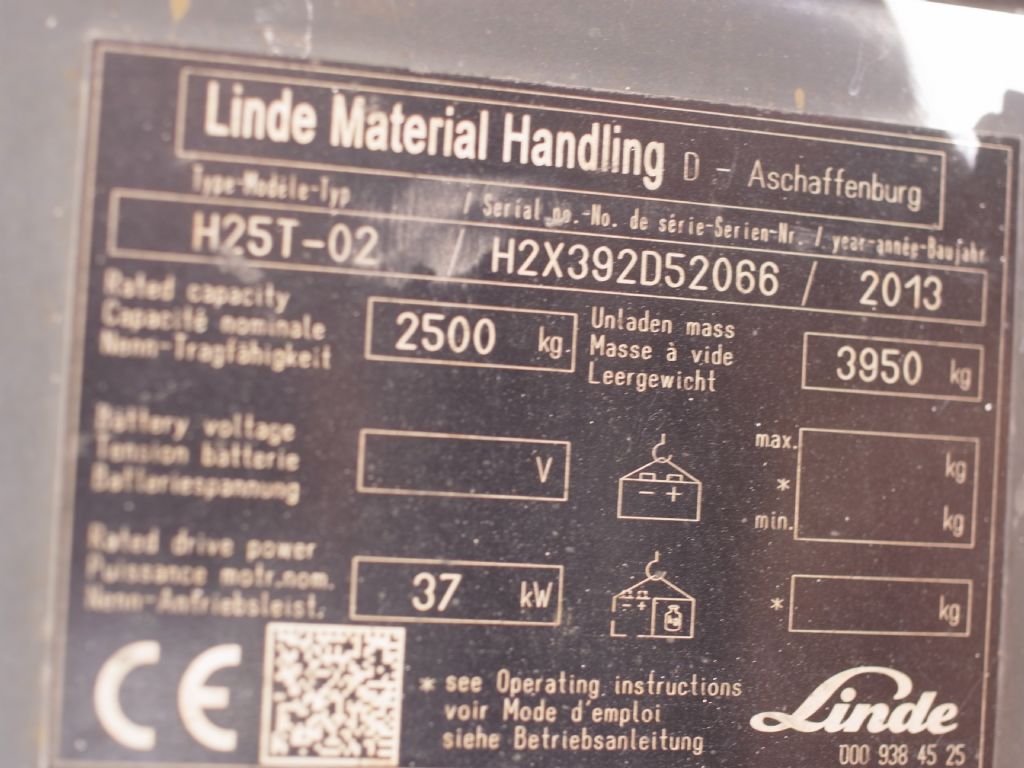 Linde Material Handling D - Aschaffenburg
Type-Modèle-Typ / Serial no.-No. de série-Serien-Nr. / year-année-Baujahr
H25T-02 / H2X392D52066 / 2013
Rated capacity
Capacité nominale
Nenn-Tragfähigkeit
2500 kg
Unladen mass
Masse à vide
Leergewicht
3950 kg
Battery voltage
Tension batterie
Batteriespannung
V
- +
max. kg
*
min. kg
Rated drive power
Puissance motr.nom.
Nenn-Antriebsleist.
37 kW
- +
kg
* kg
CE
* see Operating instructions
voir Mode d'emploi
siehe Betriebsanleitung
Linde
000 938 45 25